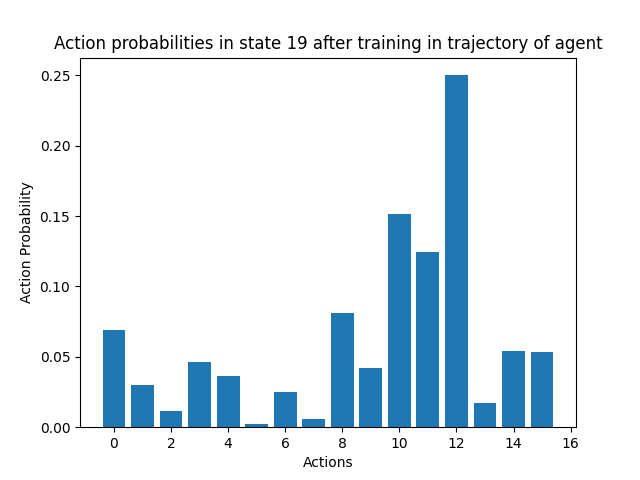 Action probabilities in state 19 after training in trajectory of agent
0.25
0.20
0.15
0.10
0.05
0.00
Action Probability
0 2 4 6 8 10 12 14 16
Actions